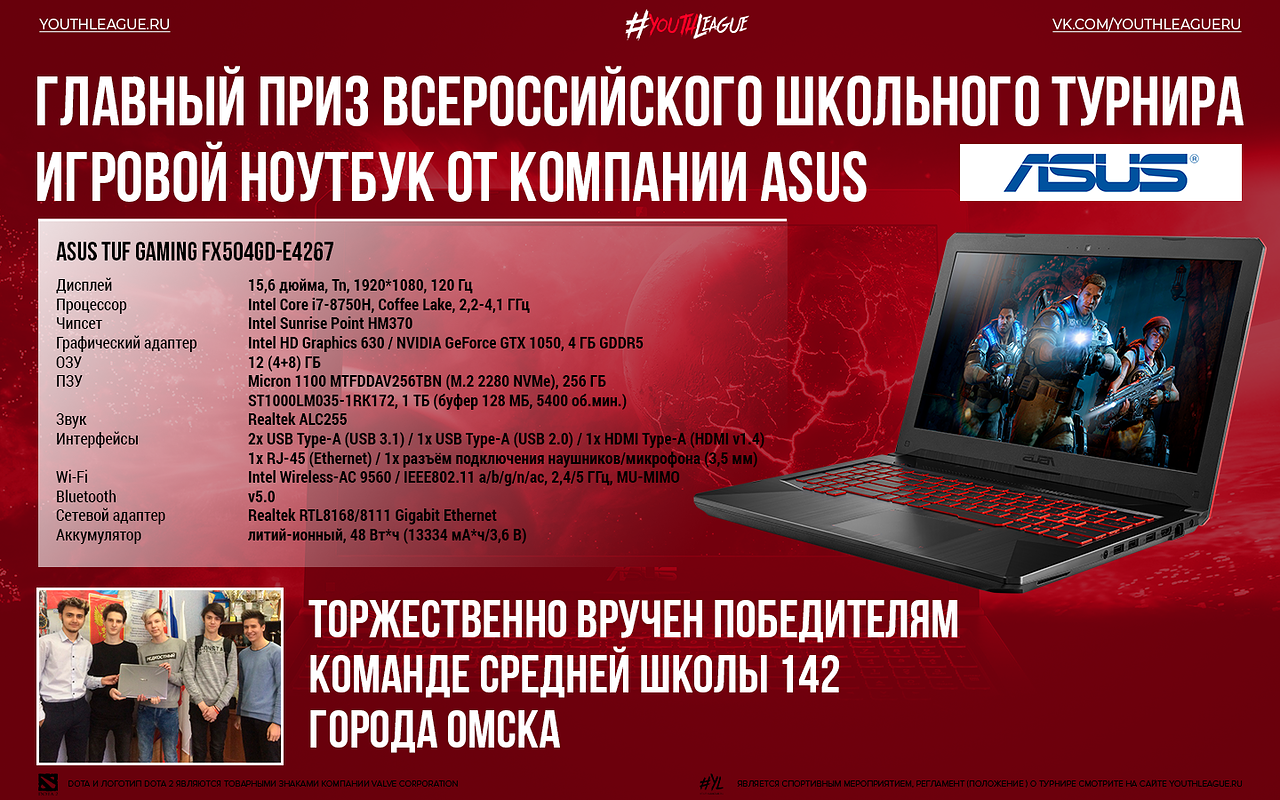 YOUTHLEAGUE.RU
#YOUTHLEAGUE
VK.COM/YOUTHLEAGUERU
ГЛАВНЫЙ ПРИЗ ВСЕРОССИЙСКОГО ШКОЛЬНОГО ТУРНИРА
ИГРОВОЙ НОУТБУК ОТ КОМПАНИИ ASUS
ASUS®
ASUS TUF GAMING FX504GD-E4267
Дисплей 15,6 дюйма, Tn, 1920*1080, 120 Гц
Процессор Intel Core i7-8750H, Coffee Lake, 2,2-4,1 ГГц
Чипсет Intel Sunrise Point HM370
Графический адаптер Intel HD Graphics 630 / NVIDIA GeForce GTX 1050, 4 ГБ GDDR5
ОЗУ 12 (4+8) ГБ
ПЗУ Micron 1100 MTFDDAV256TBN (M.2 2280 NVMe), 256 ГБ
ST1000LM035-1RK172, 1 ТБ (буфер 128 МБ, 5400 об.мин.)
Звук Realtek ALC255
Интерфейсы 2x USB Type-A (USB 3.1) / 1x USB Type-A (USB 2.0) / 1x HDMI Type-A (HDMI v1.4)
1x RJ-45 (Ethernet) / 1x разъём подключения наушников/микрофона (3,5 мм)
Wi-Fi Intel Wireless-AC 9560 / IEEE802.11 a/b/g/n/ac, 2,4/5 ГГц, MU-MIMO
Bluetooth v5.0
Сетевой адаптер Realtek RTL8168/8111 Gigabit Ethernet
Аккумулятор литий-ионный, 48 Вт*ч (13334 мА*ч/3,6 В)
ASUS
ТОРЖЕСТВЕННО ВРУЧЕН ПОБЕДИТЕЛЯМ
КОМАНДЕ СРЕДНЕЙ ШКОЛЫ 142
ГОРОДА ОМСКА
DOTA И ЛОГОТИП DOTA 2 ЯВЛЯЮТСЯ ТОВАРНЫМИ ЗНАКАМИ КОМПАНИИ VALVE CORPORATION
#YL
ЯВЛЯЕТСЯ СПОРТИВНЫМ МЕРОПРИЯТИЕМ, РЕГЛАМЕНТ (ПОЛОЖЕНИЕ) О ТУРНИРЕ СМОТРИТЕ НА САЙТЕ YOUTHLEAGUE.RU